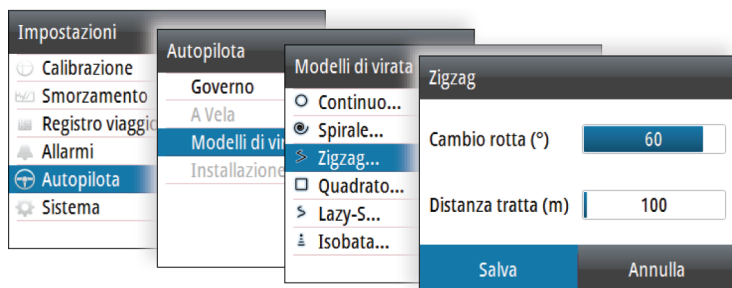 Impostazioni
Calibrazione
Smorzamento
Registro viaggio
Allarmi
Autopilota
Sistema
Autopilota
Governo
A Vela
Modelli di vir
Installazione
Modelli di virata
Continuo...
Spirale...
Zigzag...
Quadrato...
Lazy-S...
Isobata...
Zigzag
Cambio rotta (°) 60
Distanza tratta (m) 100
Salva Annulla